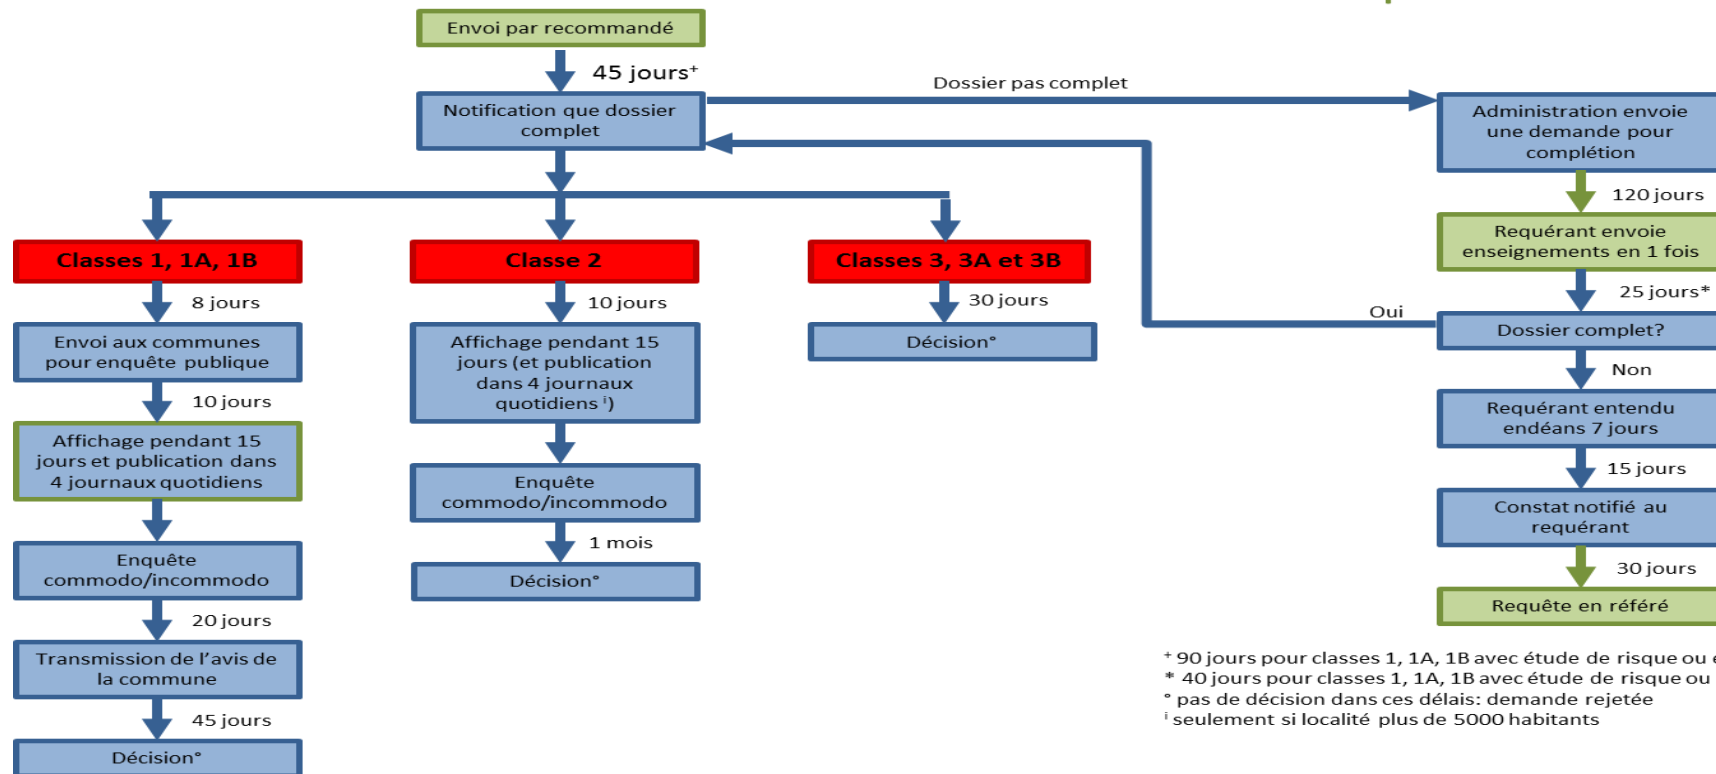 Envoi par recommandé
45 jours⁺
Notification que dossier
complet
Dossier pas complet
Administration envoie
une demande pour
complétion
120 jours
Requérant envoie
enseignements en 1 fois
25 jours*
Dossier complet?
Oui
Non
Requérant entendu
endéans 7 jours
15 jours
Constat notifié au
requérant
30 jours
Requête en référé
Classes 1, 1A, 1B
8 jours
Envoi aux communes
pour enquête publique
10 jours
Affichage pendant 15
jours et publication dans
4 journaux quotidiens
Enquête
commodo/incommodo
20 jours
Transmission de l’avis de
la commune
45 jours
Décision°
Classe 2
10 jours
Affichage pendant 15
jours (et publication
dans 4 journaux
quotidiens ⁱ)
Enquête
commodo/incommodo
1 mois
Décision°
Classes 3, 3A et 3B
30 jours
Décision°
⁺ 90 jours pour classes 1, 1A, 1B avec étude de risque ou
* 40 jours pour classes 1, 1A, 1B avec étude de risque ou
° pas de décision dans ces délais: demande rejetée
ⁱ seulement si localité plus de 5000 habitants